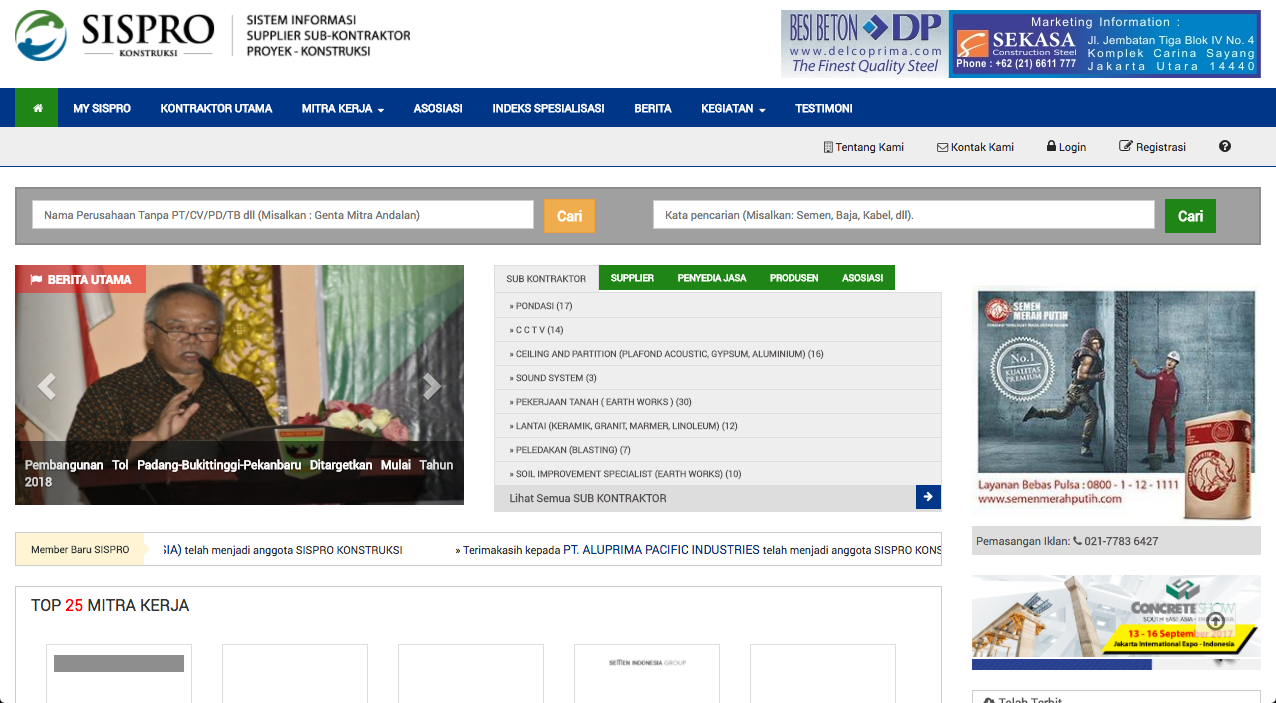 SISPRO
KONSTRUKSI
SISTEM INFORMASI
SUPPLIER SUB-KONTRAKTOR
PROYEK - KONSTRUKSI
BESI BETON DP
www.delcoprima.com
The Finest Quality Steel
Marketing Information :
SEKASA
Construction Steel
Phone : +62 (21) 6611 777
Jl. Jembatan Tiga Blok IV No. 4
Komplek Carina Sayang
Jakarta Utara 14440
MY SISPRO KONTRAKTOR UTAMA MITRA KERJA ASOSIASI INDEKS SPESIALISASI BERITA KEGIATAN TESTIMONI
Tentang Kami Kontak Kami Login Registrasi
Nama Perusahaan Tanpa PT/CV/PD/TB dll (Misalkan : Genta Mitra Andalan) Cari
Kata pencarian (Misalkan: Semen, Baja, Kabel, dll). Cari
BERITA UTAMA
Pembangunan Tol Padang-Bukittinggi-Pekanbaru Ditargetkan Mulai Tahun
2018
SUB KONTRAKTOR SUPPLIER PENYEDIA JASA PRODUSEN ASOSIASI
» PONDASI (17)
» C C T V (14)
» CEILING AND PARTITION (PLAFOND ACOUSTIC, GYPSUM, ALUMINIUM) (16)
» SOUND SYSTEM (3)
» PEKERJAAN TANAH ( EARTH WORKS ) (30)
» LANTAI (KERAMIK, GRANIT, MARMER, LINOLEUM) (12)
» PELEDAKAN (BLASTING) (7)
» SOIL IMPROVEMENT SPECIALIST (EARTH WORKS) (10)
Lihat Semua SUB KONTRAKTOR
SEMEN
MERAH PUTIH
No.1
KUALITAS
PREMIUM
Layanan Bebas Pulsa : 0800 - 1 - 12 - 1111
www.semenmerahputih.com
Pemasangan Iklan: 021-7783 6427
Member Baru SISPRO
SIA) telah menjadi anggota SISPRO KONSTRUKSI
» Terimakasih kepada PT. ALUPRIMA PACIFIC INDUSTRIES telah menjadi anggota SISPRO KONS
CONCRETE SHOW
SOUTH EAST ASIA - INDONESIA
13 - 16 September 2017
Jakarta International Expo - Indonesia
TOP 25 MITRA KERJA
SEMEN INDONESIA GROUP
Telah Terbit